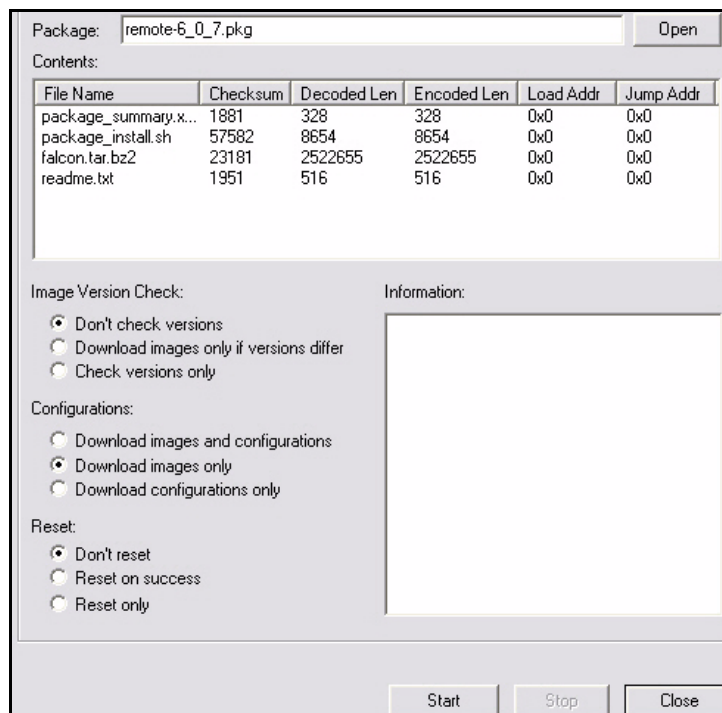 Package: remote-6_0_7.pkg Open
Contents:
File Name Checksum Decoded Len Encoded Len Load Addr Jump Addr
package_summary.x... 1881 328 328 0x0 0x0
package_install.sh 57582 8654 8654 0x0 0x0
falcon.tar.bz2 23181 2522655 2522655 0x0 0x0
readme.txt 1951 516 516 0x0 0x0
Image Version Check: Information:
Don't check versions
Download images only if versions differ
Check versions only
Configurations:
Download images and configurations
Download images only
Download configurations only
Reset:
Don't reset
Reset on success
Reset only
Start Stop Close